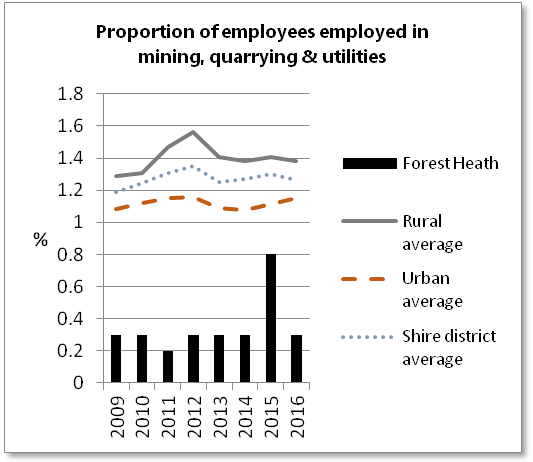 Proportion of employees employed in
mining, quarrying & utilities
1.8
1.6
1.4
1.2
1
0.8
0.6
0.4
0.2
0
%
2009
2010
2011
2012
2013
2014
2015
2016
Forest Heath
Rural
average
Urban
average
Shire district
average